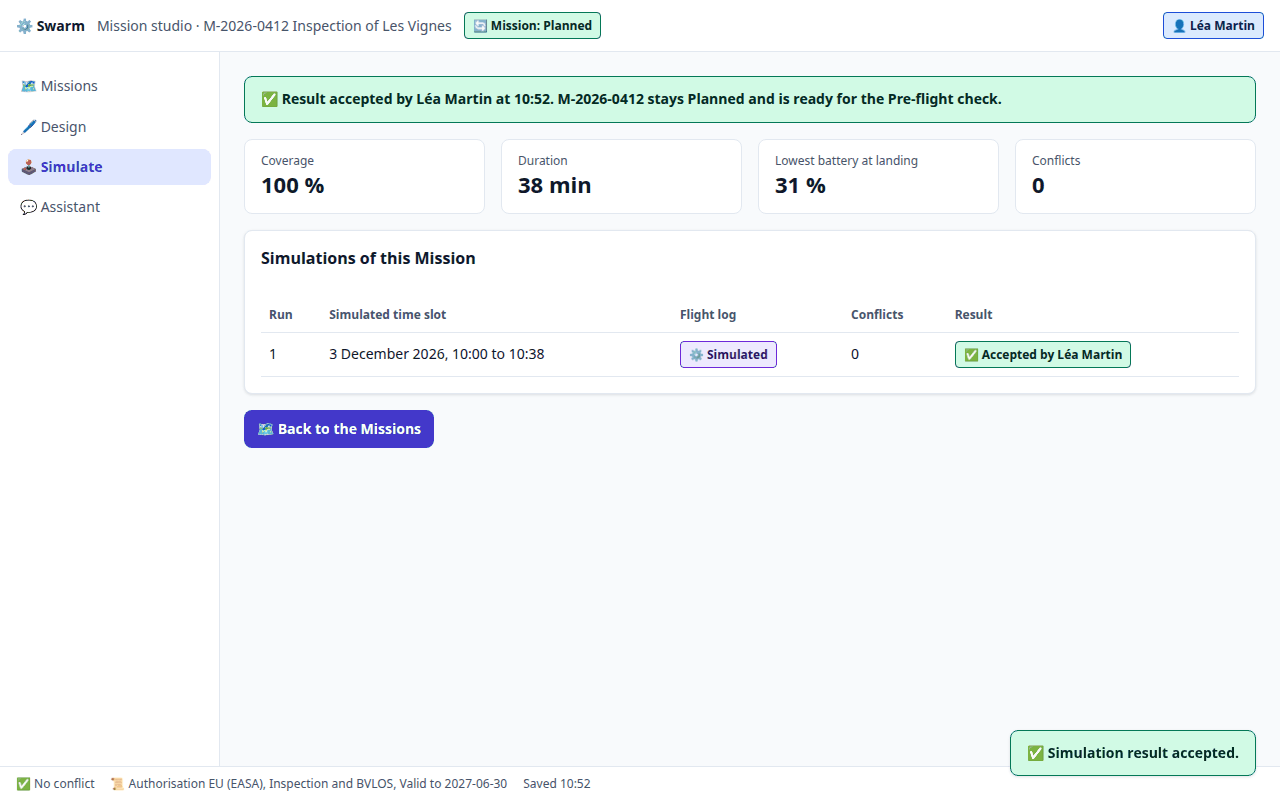 ⚙️ Swarm Mission studio · M-2026-0412 Inspection of Les Vignes 🔄 Mission: Planned 👤 Léa Martin
🗺️ Missions
🖊️ Design
🕹️ Simulate
💬 Assistant
✅ Result accepted by Léa Martin at 10:52. M-2026-0412 stays Planned and is ready for the Pre-flight check.
Coverage
100 %
Duration
38 min
Lowest battery at landing
31 %
Conflicts
0
Simulations of this Mission
Run Simulated time slot Flight log Conflicts Result
1 3 December 2026, 10:00 to 10:38 ⚙️ Simulated 0 ✅ Accepted by Léa Martin
🗺️ Back to the Missions
✅ Simulation result accepted.
✅ No conflict 📜 Authorisation EU (EASA), Inspection and BVLOS, Valid to 2027-06-30 Saved 10:52